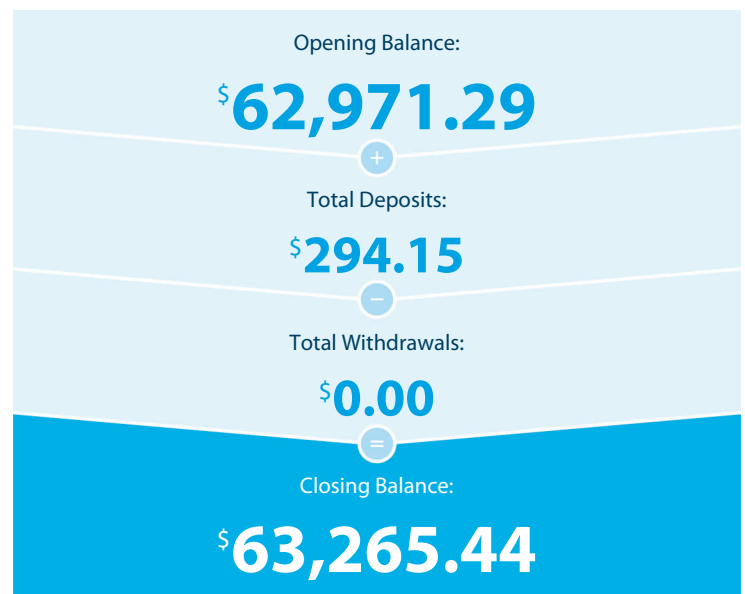 Opening Balance:
$62,971.29
+
Total Deposits:
$294.15
−
Total Withdrawals:
$0.00
=
Closing Balance:
$63,265.44